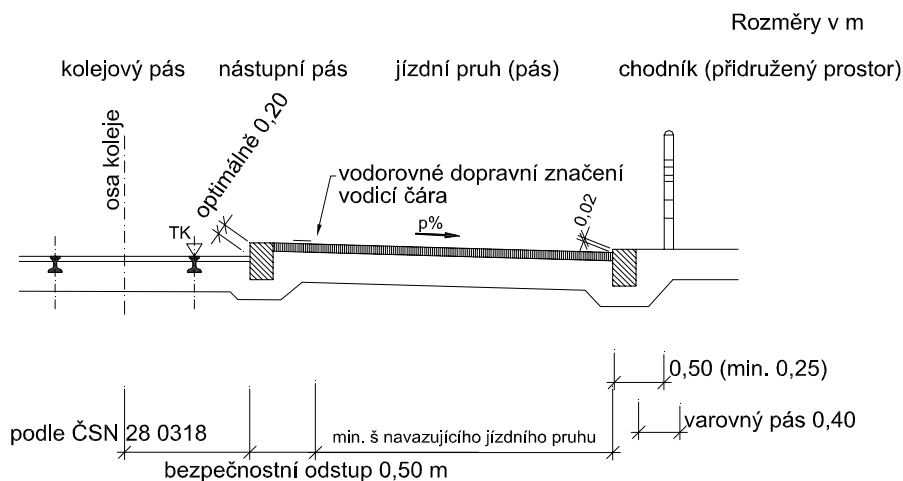 Rozměry v m
kolejový pás
nástupní pás
jízdní pruh (pás)
chodník (přidružený prostor)
osa koleje
optimálně 0,20
vodorovné dopravní značení
vodicí čára
TK
p%
0,02
0,50 (min. 0,25)
varovný pás 0,40
podle ČSN 28 0318
min. š navazujícího jízdního pruhu
bezpečnostní odstup 0,50 m